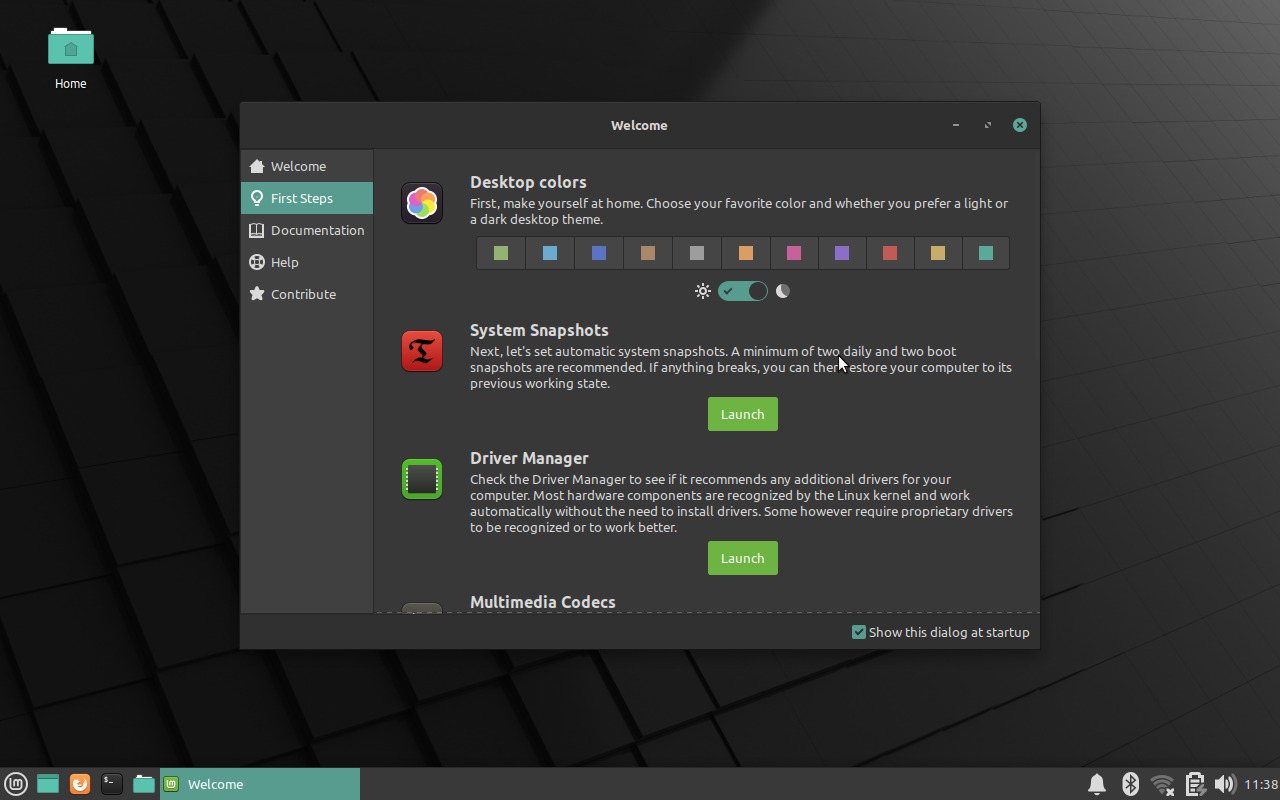 Home
Welcome
Welcome
First Steps
Documentation
Help
Contribute
Desktop colors
First, make yourself at home. Choose your favorite color and whether you prefer a light or
a dark desktop theme.
System Snapshots
Next, let's set automatic system snapshots. A minimum of two daily and two boot
snapshots are recommended. If anything breaks, you can then restore your computer to its
previous working state.
Launch
Driver Manager
Check the Driver Manager to see if it recommends any additional drivers for your
computer. Most hardware components are recognized by the Linux kernel and work
automatically without the need to install drivers. Some however require proprietary drivers
to be recognized or to work better.
Launch
Multimedia Codecs
Show this dialog at startup
Welcome
11:38